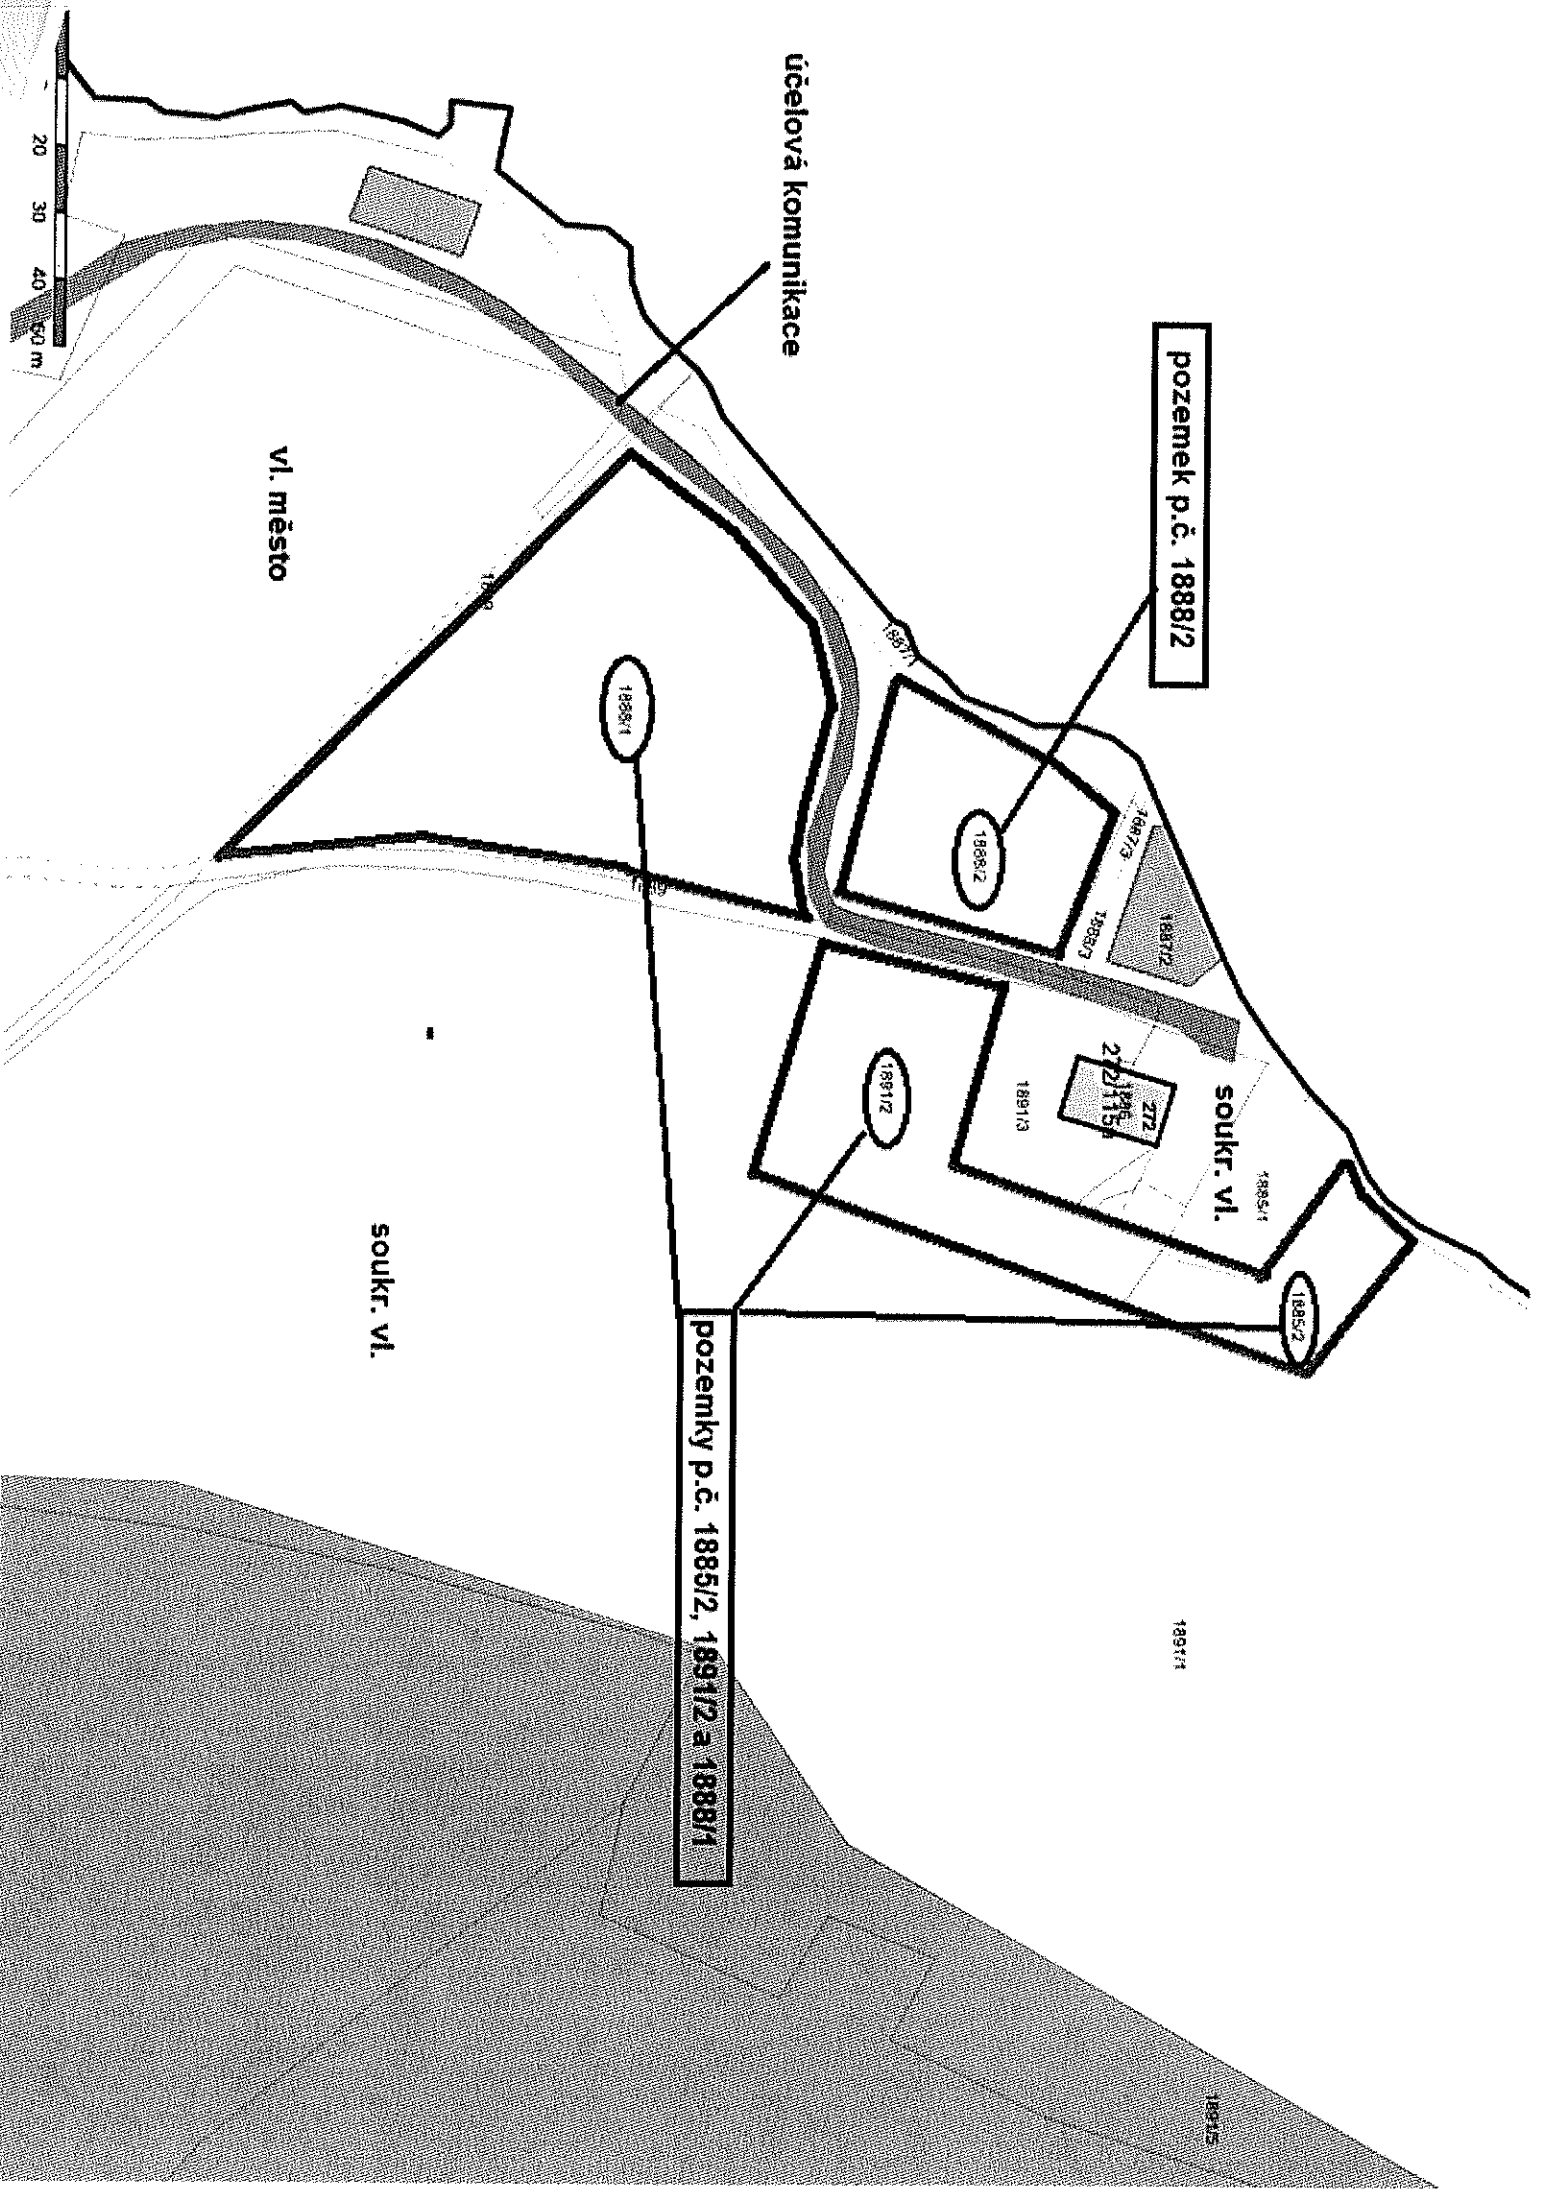 účelová komunikace
pozemek p.č. 1888/2
1887/1
1887/3
1887/2
1888/3
1888/2
1888/1
vl. město
20 30 40 50 m
272
1891/3
1891/2
soukr. vl.
1885/1
1885/2
soukr. vl.
pozemky p.č. 1885/2, 1891/2 a 1888/1
1891/1
1891/5